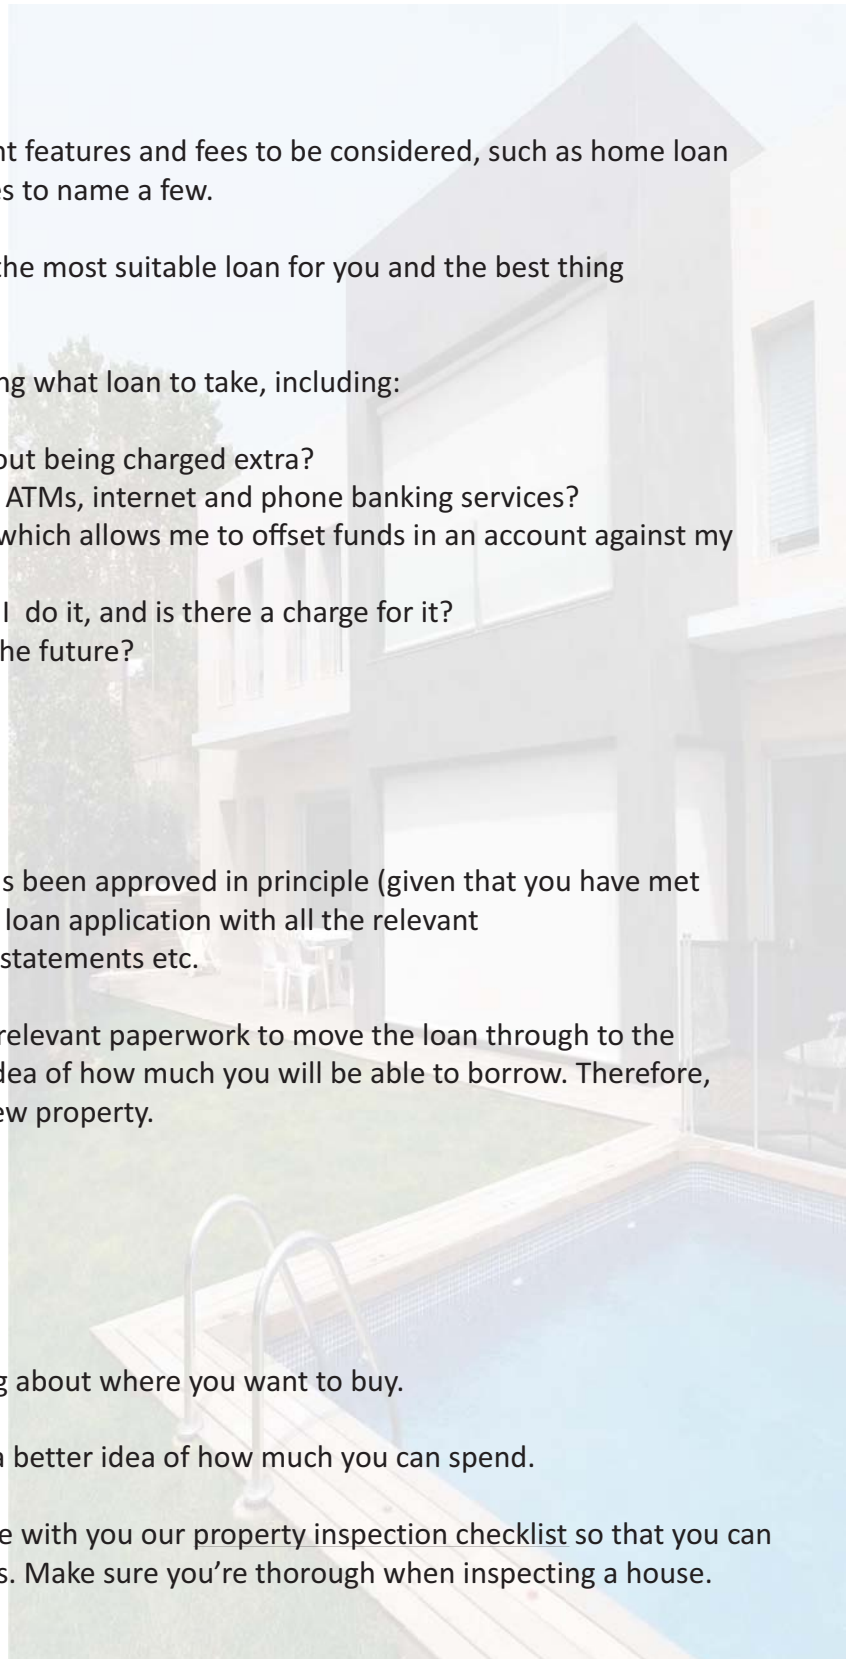 nt features and fees to be considered, such as home loan
es to name a few.
the most suitable loan for you and the best thing
ng what loan to take, including:
out being charged extra?
ATMs, internet and phone banking services?
which allows me to offset funds in an account against my
I do it, and is there a charge for it?
he future?
s been approved in principle (given that you have met
loan application with all the relevant
statements etc.
relevant paperwork to move the loan through to the
dea of how much you will be able to borrow. Therefore,
ew property.
g about where you want to buy.
a better idea of how much you can spend.
e with you our property inspection checklist so that you can
s. Make sure you’re thorough when inspecting a house.